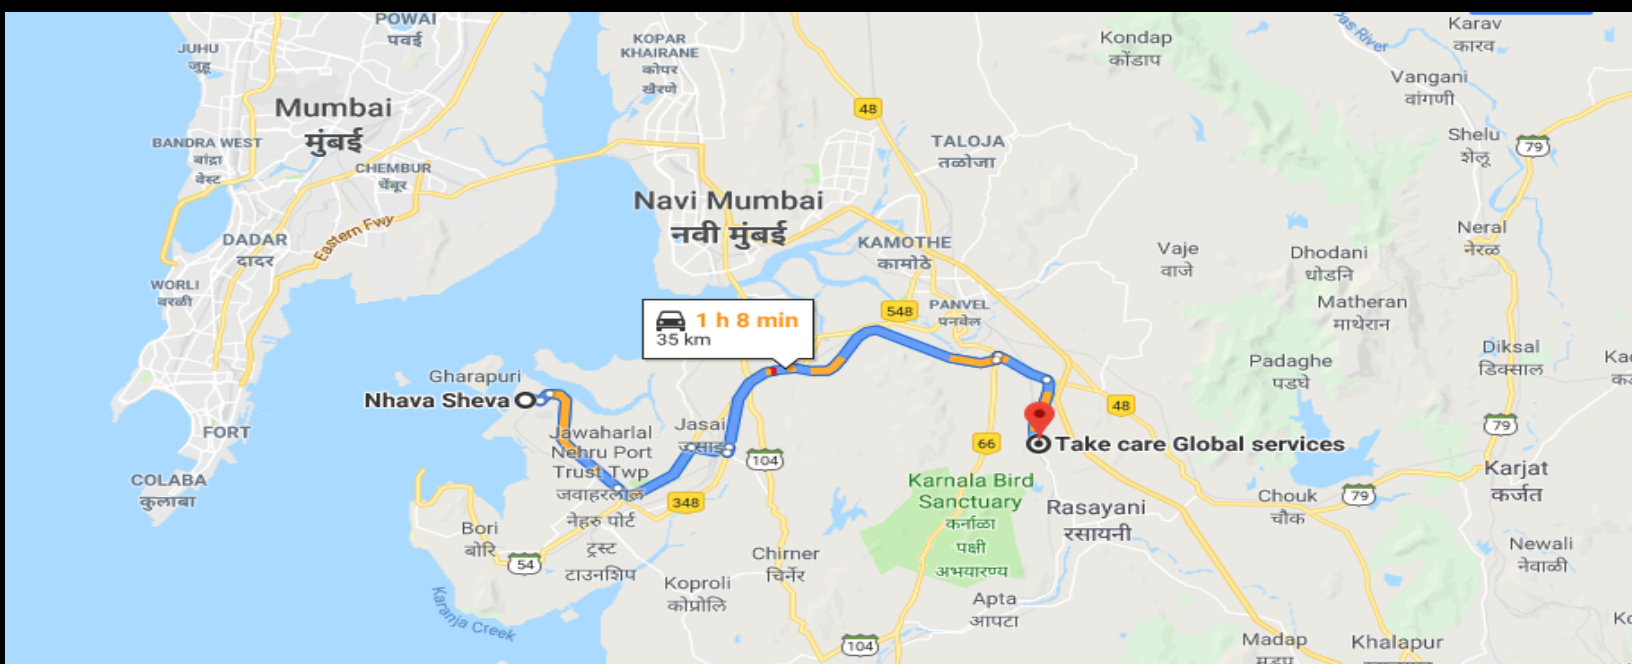 POWAI
पवई
JUHU
जुहू
KOPAR
KHAIRANE
कोपर
खैरणे
Kondap
कोंडाप
Karav
कारव
Vangani
वांगणी
Mumbai
मुंबई
48
BANDRA WEST
बांद्रा
वेस्ट
CHEMBUR
चेंबूर
TALOJA
तळोजा
Shelu
शेलू
79
Navi Mumbai
नवी मुंबई
Eastern Fwy
DADAR
दादर
KAMOTHE
कामोठे
Vaje
वाजे
Dhodani
धोडनि
Neral
नेरळ
WORLI
वरळी
Matheran
माथेरान
548
PANVEL
पनवेल
1 h 8 min
35 km
Padaghe
पडघे
Diksal
डिक्साल
Gharapuri
Nhava Sheva
FORT
Jawaharlal
Nehru Port
Trust Twp
जवाहरलाल
नेहरु पोर्ट
ट्रस्ट
टाउनशिप
Jasai
जसाइ
104
348
48
66
Take care Global services
79
COLABA
कुलाबा
Karnala Bird
Sanctuary
कर्नाळा
पक्षी
अभयारण्य
Rasayani
रसायनी
Chouk
चौक
79
Karjat
कर्जत
Bori
बोरि
54
Chirner
चिर्नेर
Koproli
कोप्रोलि
Karanja Creek
Apta
आपटा
Newali
नेवाळी
104
Madap
Khalapur